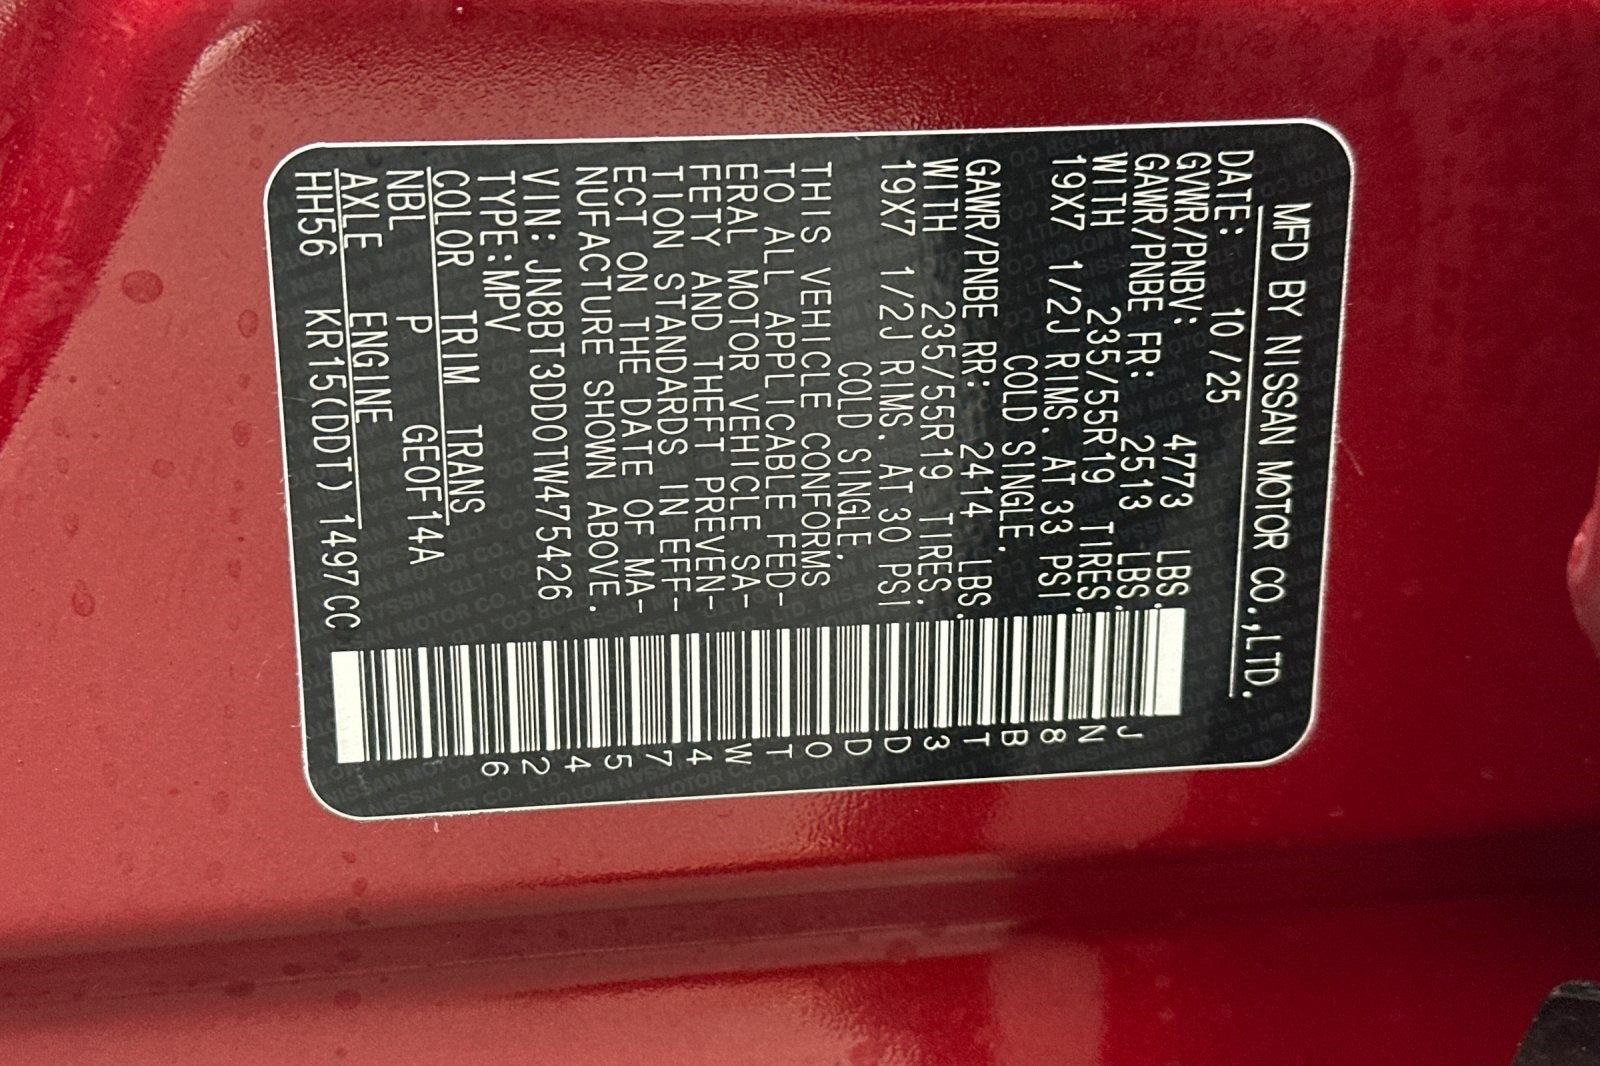 MFD BY NISSAN MOTOR CO.,LTD.
DATE: 10/25
GVWR/PNBV: 4773 LBS.
GAWR/PNBE FR: 2513 LBS.
WITH 235/55R19 TIRES.
19X7 1/2J RIMS. AT 33 PSI
COLD SINGLE.
GAWR/PNBE RR: 2414 LBS.
WITH 235/55R19 TIRES.
19X7 1/2J RIMS. AT 30 PSI
COLD SINGLE.
THIS VEHICLE CONFORMS
TO ALL APPLICABLE FED-
ERAL MOTOR VEHICLE SA-
FETY AND THEFT PREVEN-
TION STANDARDS IN EFF-
ECT ON THE DATE OF MA-
NUFACTURE SHOWN ABOVE.
VIN: JN8BT3DD0TW475426
TYPE:MPV
COLOR TRIM TRANS
NBL P GE0F14A
AXLE ENGINE
HH56 KR15(DDT) 1497CC
JN8BT3DD0TW475426